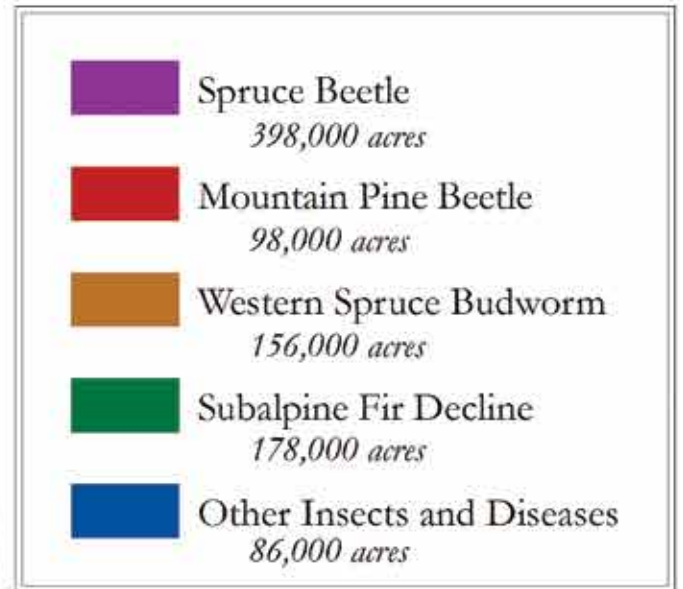 Spruce Beetle
398,000 acres
Mountain Pine Beetle
98,000 acres
Western Spruce Budworm
156,000 acres
Subalpine Fir Decline
178,000 acres
Other Insects and Diseases
86,000 acres